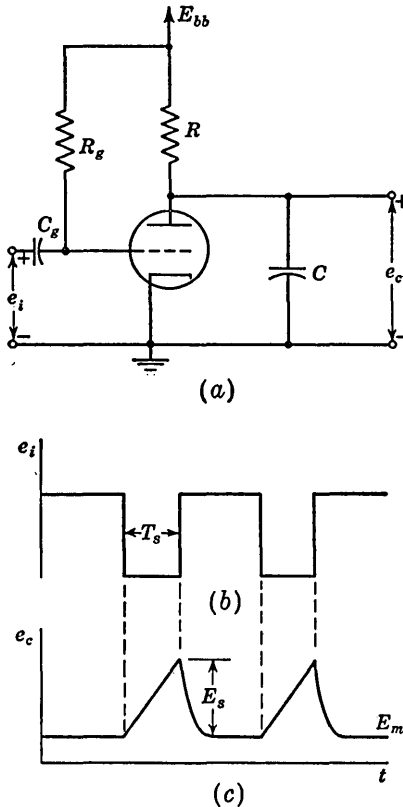 E_bb
R_g
R
C_g
+
+
e_i
C
e_c
-
-
(a)
e_i
T_s
(b)
e_c
E_s
E_m
t
(c)